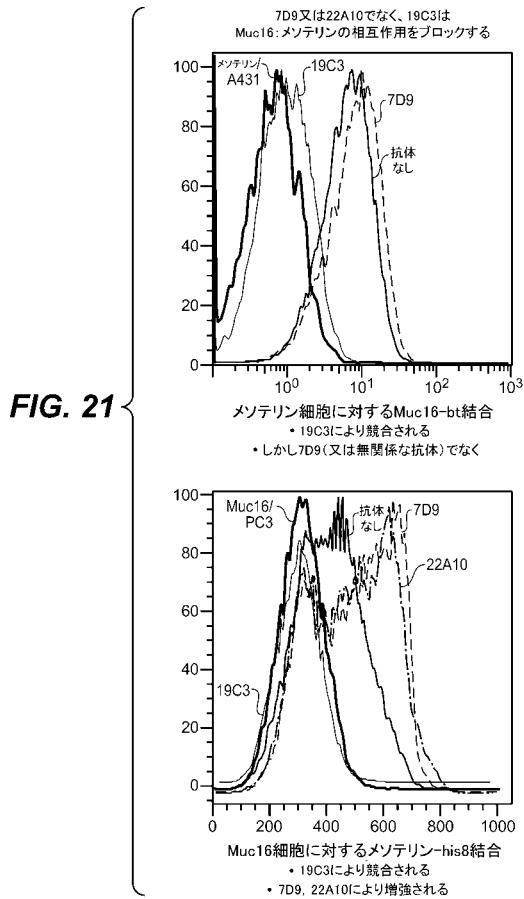 7D9又は22A10でなく、19C3は
Muc16:メソテリンの相互作用をブロックする
メソテリン/
A431
19C3
7D9
抗体
なし
100
80
60
40
20
0
10⁰
10¹
10²
10³
メソテリン細胞に対するMuc16-bt結合
• 19C3により競合される
• しかし7D9(又は無関係な抗体)でなく
FIG. 21
Muc16/
PC3
抗体
なし
7D9
22A10
19C3
100
80
60
40
20
0
0
200
400
600
800
1000
Muc16細胞に対するメソテリン-his8結合
• 19C3により競合される
• 7D9, 22A10により増強される